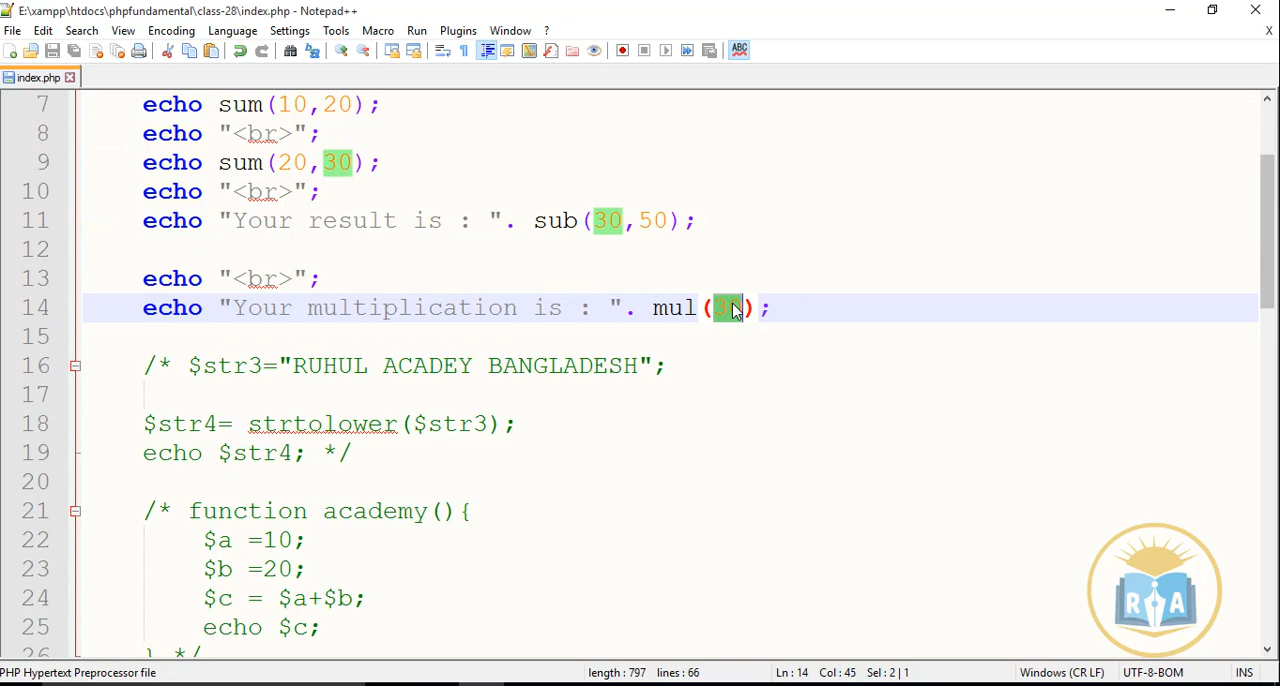 E:\xampp\htdocs\phpfundamental\class-28\index.php - Notepad++
File Edit Search View Encoding Language Settings Tools Macro Run Plugins Window ? X
ABC
index.php
7 echo sum(10,20);
8 echo "<br>";
9 echo sum(20,30);
10 echo "<br>";
11 echo "Your result is : ". sub(30,50);
12
13 echo "<br>";
14 echo "Your multiplication is : ". mul(30);
15
16 /* $str3="RUHUL ACADEY BANGLADESH";
17
18 $str4= strtolower($str3);
19 echo $str4; */
20
21 /* function academy(){
22 $a =10;
23 $b =20;
24 $c = $a+$b;
25 echo $c;
26 } */
R A
PHP Hypertext Preprocessor file length : 797 lines : 66 Ln : 14 Col : 45 Sel : 2 | 1 Windows (CR LF) UTF-8-BOM INS